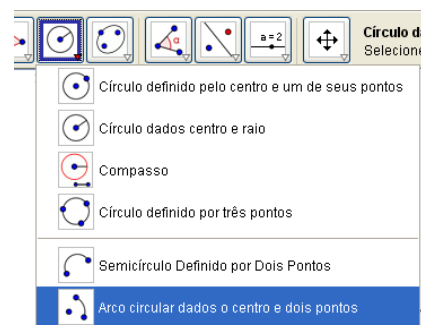 α
a = 2
Círculo d
Selecione
Círculo definido pelo centro e um de seus pontos
Círculo dados centro e raio
Compasso
Círculo definido por três pontos
Semicírculo Definido por Dois Pontos
Arco circular dados o centro e dois pontos